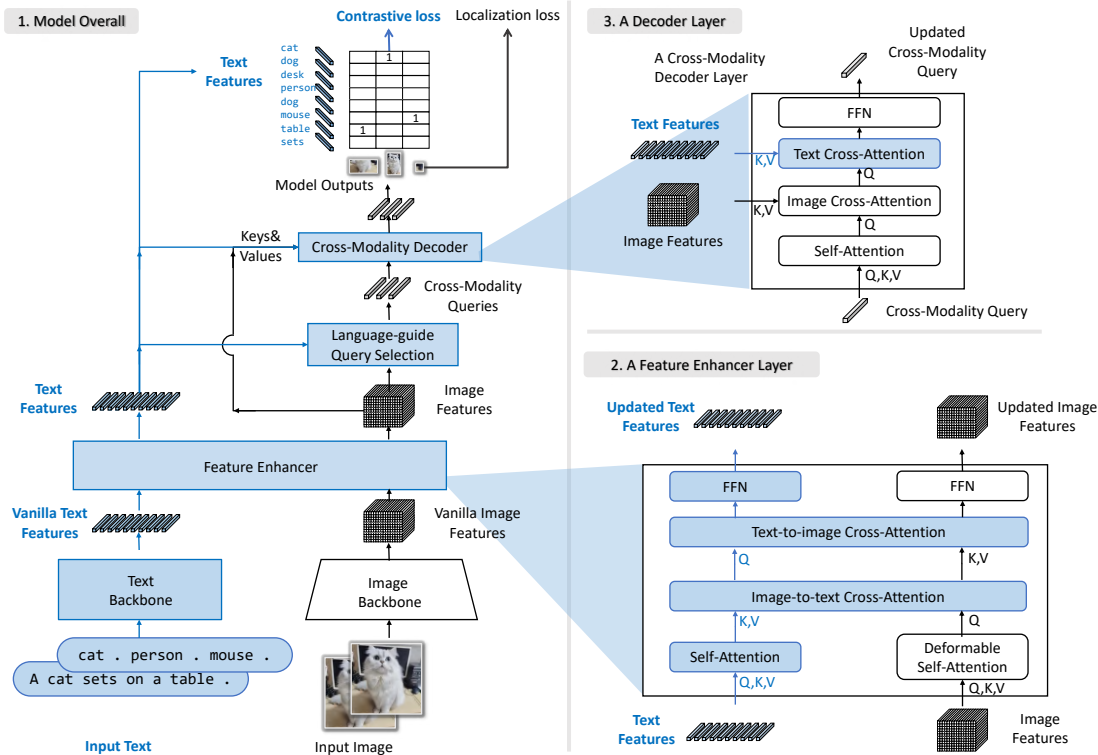 1. Model Overall
Contrastive loss
Localization loss
Text
Features
cat
dog
desk
person
dog
mouse
table
sets
1
1
1
Model Outputs
Keys&
Values
Cross-Modality Decoder
Cross-Modality
Queries
Language-guide
Query Selection
Text
Features
Image
Features
Feature Enhancer
Vanilla Text
Features
Vanilla Image
Features
Text
Backbone
Image
Backbone
cat . person . mouse .
A cat sets on a table .
Input Text
Input Image
3. A Decoder Layer
Updated
Cross-Modality
Query
A Cross-Modality
Decoder Layer
FFN
Text Features
Text Cross-Attention
K,V
Q
Image Cross-Attention
K,V
Q
Image Features
Self-Attention
Q,K,V
Cross-Modality Query
2. A Feature Enhancer Layer
Updated Text
Features
Updated Image
Features
FFN
FFN
Text-to-image Cross-Attention
Q
K,V
Image-to-text Cross-Attention
K,V
Q
Self-Attention
Deformable
Self-Attention
Q,K,V
Q,K,V
Text
Features
Image
Features